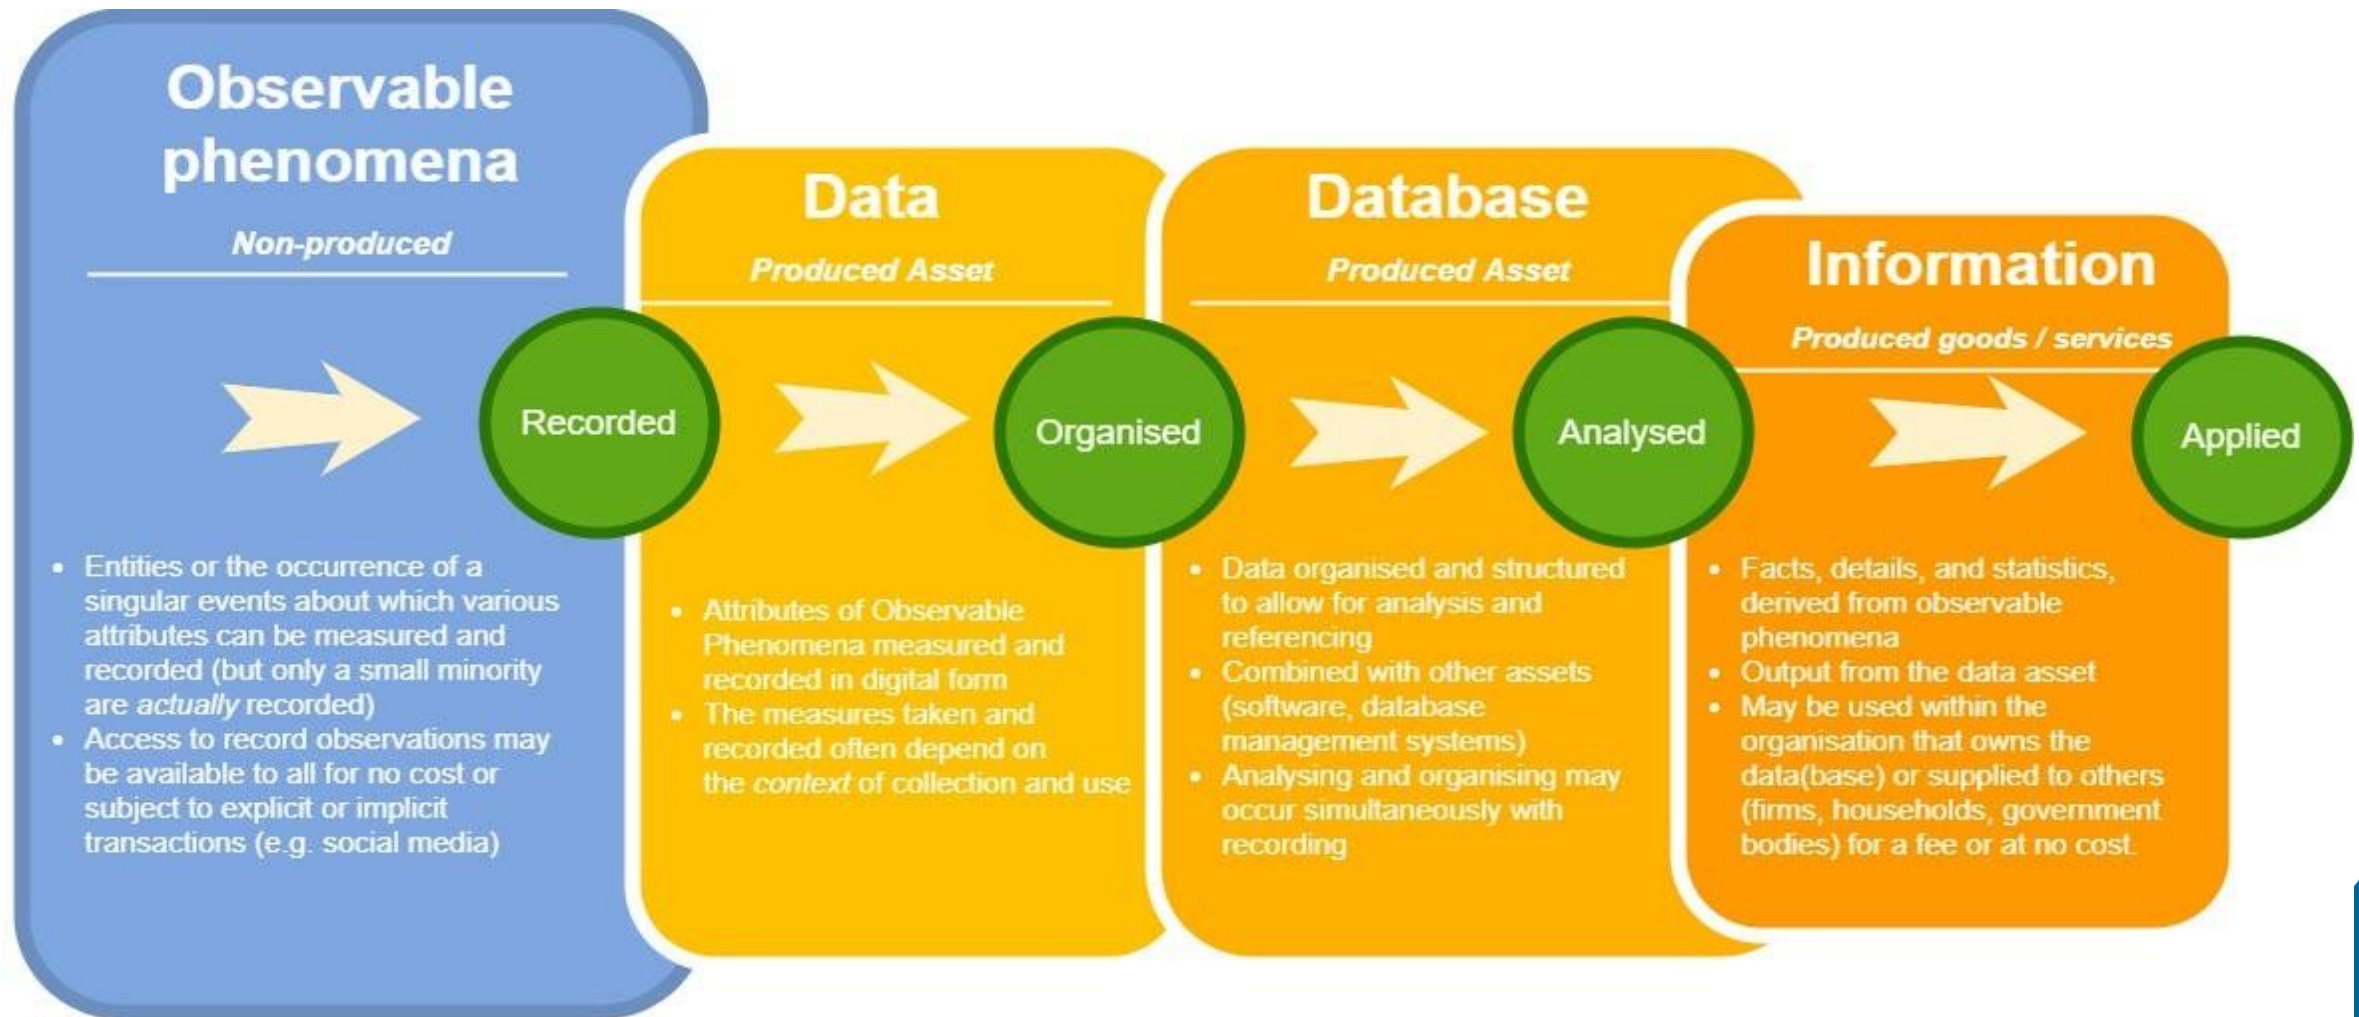 Observable
phenomena
Non-produced
Recorded
• Entities or the occurrence of a
singular events about which various
attributes can be measured and
recorded (but only a small minority
are actually recorded)
• Access to record observations may
be available to all for no cost or
subject to explicit or implicit
transactions (e.g. social media)
Data
Produced Asset
Organised
• Attributes of Observable
Phenomena measured and
recorded in digital form
• The measures taken and
recorded often depend on
the context of collection and use
Database
Produced Asset
Analysed
• Data organised and structured
to allow for analysis and
referencing
• Combined with other assets
(software, database
management systems)
• Analysing and organising may
occur simultaneously with
recording
Information
Produced goods / services
Applied
• Facts, details, and statistics,
derived from observable
phenomena
• Output from the data asset
• May be used within the
organisation that owns the
data(base) or supplied to others
(firms, households, government
bodies) for a fee or at no cost.